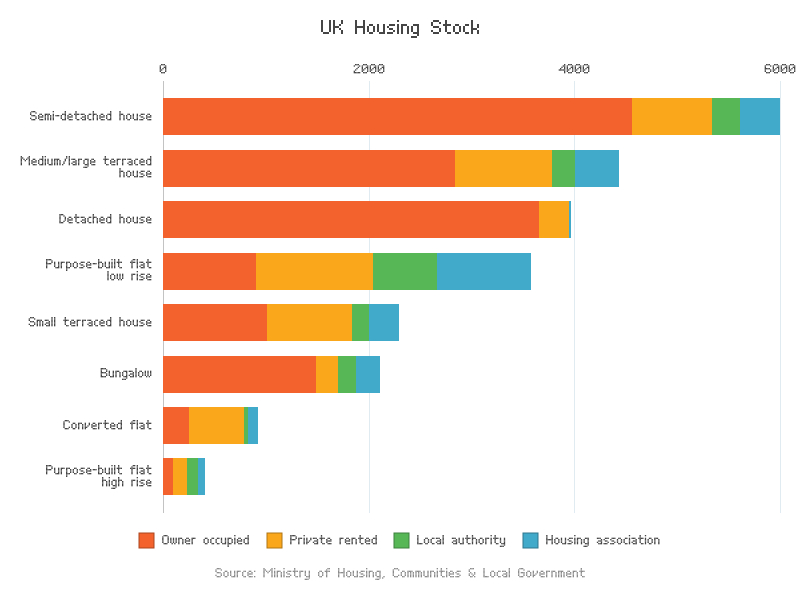 UK Housing Stock
0 2000 4000 6000
Semi-detached house
Medium/large terraced
house
Detached house
Purpose-built flat
low rise
Small terraced house
Bungalow
Converted flat
Purpose-built flat
high rise
Owner occupied Private rented Local authority Housing association
Source: Ministry of Housing, Communities & Local Government